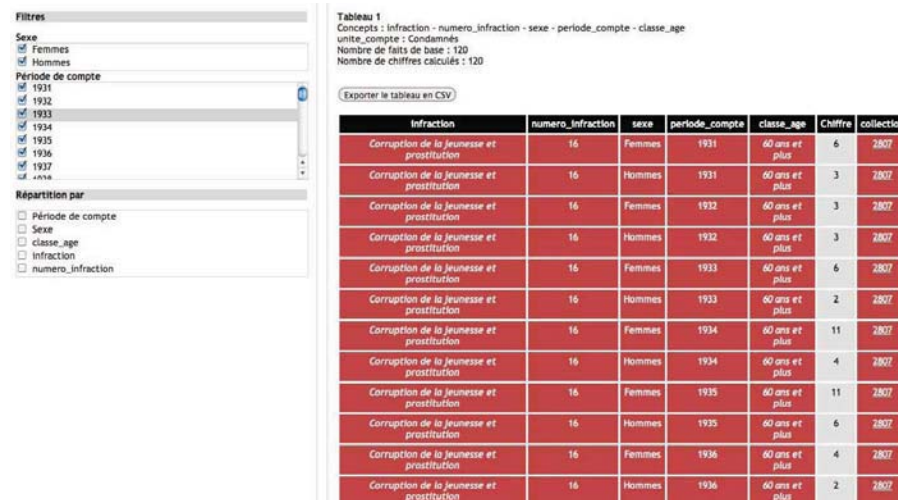 Filtres
Sexe
Femmes
Hommes
Période de compte
1931
1932
1933
1934
1935
1936
1937
1938
Répartition par
Période de compte
Sexe
classe_age
infraction
numero_infraction
Tableau 1
Concepts : infraction - numero_infraction - sexe - periode_compte - classe_age
unite_compte : Condamnés
Nombre de faits de base : 120
Nombre de chiffres calculés : 120
Exporter le tableau en CSV
infraction numero_infraction sexe periode_compte classe_age Chiffre collectio
Corruption de la jeunesse et prostitution 16 Femmes 1931 60 ans et plus 6 2807
Corruption de la jeunesse et prostitution 16 Hommes 1931 60 ans et plus 3 2807
Corruption de la jeunesse et prostitution 16 Femmes 1932 60 ans et plus 3 2807
Corruption de la jeunesse et prostitution 16 Hommes 1932 60 ans et plus 3 2807
Corruption de la jeunesse et prostitution 16 Femmes 1933 60 ans et plus 6 2807
Corruption de la jeunesse et prostitution 16 Hommes 1933 60 ans et plus 2 2807
Corruption de la jeunesse et prostitution 16 Femmes 1934 60 ans et plus 11 2807
Corruption de la jeunesse et prostitution 16 Hommes 1934 60 ans et plus 4 2807
Corruption de la jeunesse et prostitution 16 Femmes 1935 60 ans et plus 11 2807
Corruption de la jeunesse et prostitution 16 Hommes 1935 60 ans et plus 6 2807
Corruption de la jeunesse et prostitution 16 Femmes 1936 60 ans et plus 4 2807
Corruption de la jeunesse et prostitution 16 Hommes 1936 60 ans et plus 2 2807